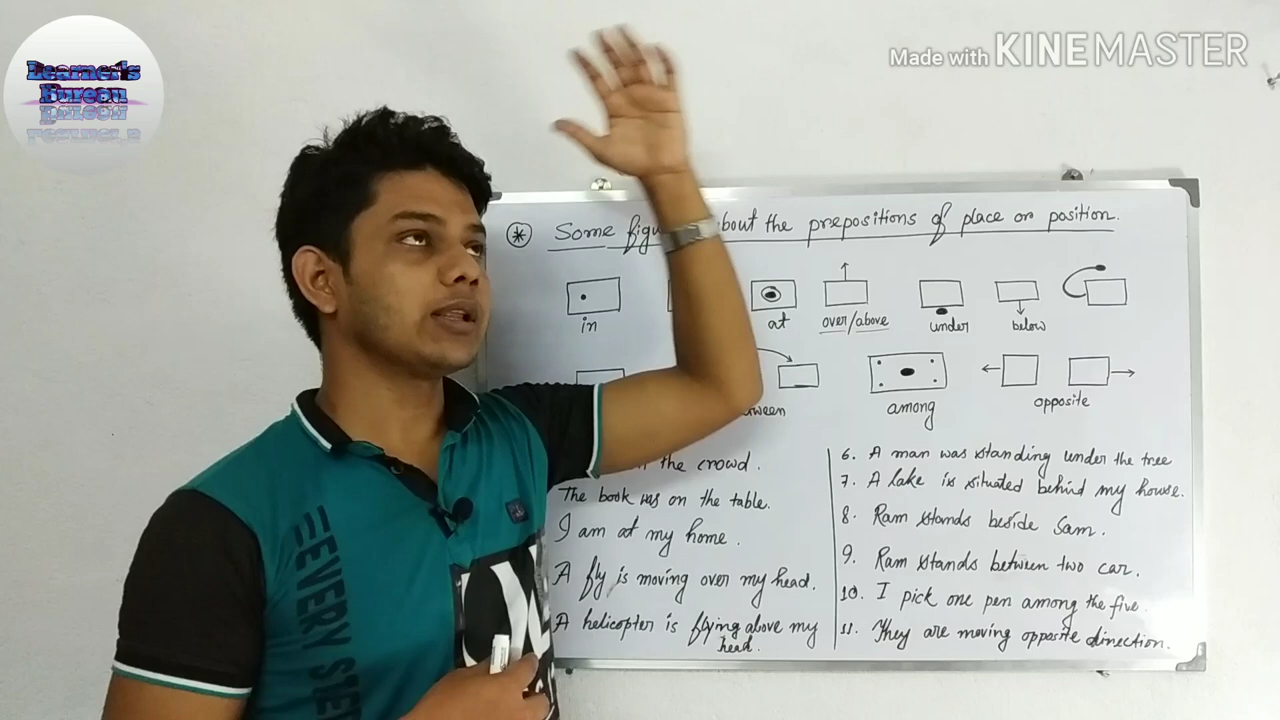 Learner's
Bureau
Made with KINEMASTER
Some figu bout the prepositions of place or position.
in at over/above under below
ween among opposite
the crowd.
The book was on the table.
I am at my home.
A fly is moving over my head.
A helicopter is flying above my
head.
6. A man was standing under the tree
7. A lake is situated behind my house.
8. Ram stands beside Sam.
9. Ram stands between two car.
10. I pick one pen among the five.
11. They are moving opposite direction.
EVERY STE